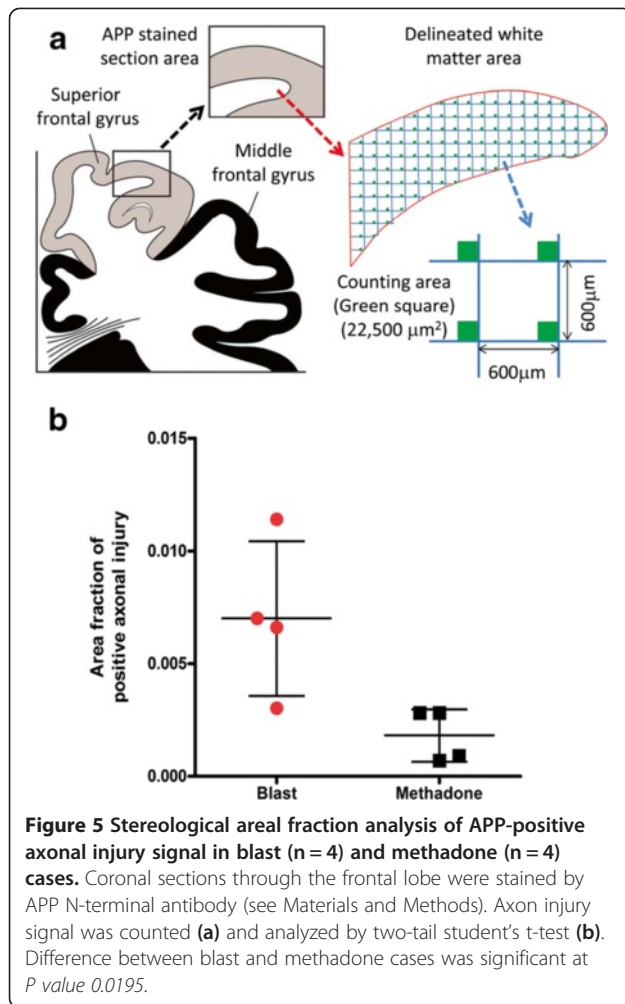 a
APP stained
section area
Delineated white
matter area
Superior
frontal gyrus
Middle
frontal gyrus
Counting area
(Green square)
(22,500 μm²)
600μm
600μm
b
Area fraction of
positive axonal injury
0.015
0.010
0.005
0.000
Blast
Methadone
Figure 5 Stereological areal fraction analysis of APP-positive
axonal injury signal in blast (n = 4) and methadone (n = 4)
cases. Coronal sections through the frontal lobe were stained by
APP N-terminal antibody (see Materials and Methods). Axon injury
signal was counted (a) and analyzed by two-tail student's t-test (b).
Difference between blast and methadone cases was significant at
P value 0.0195.